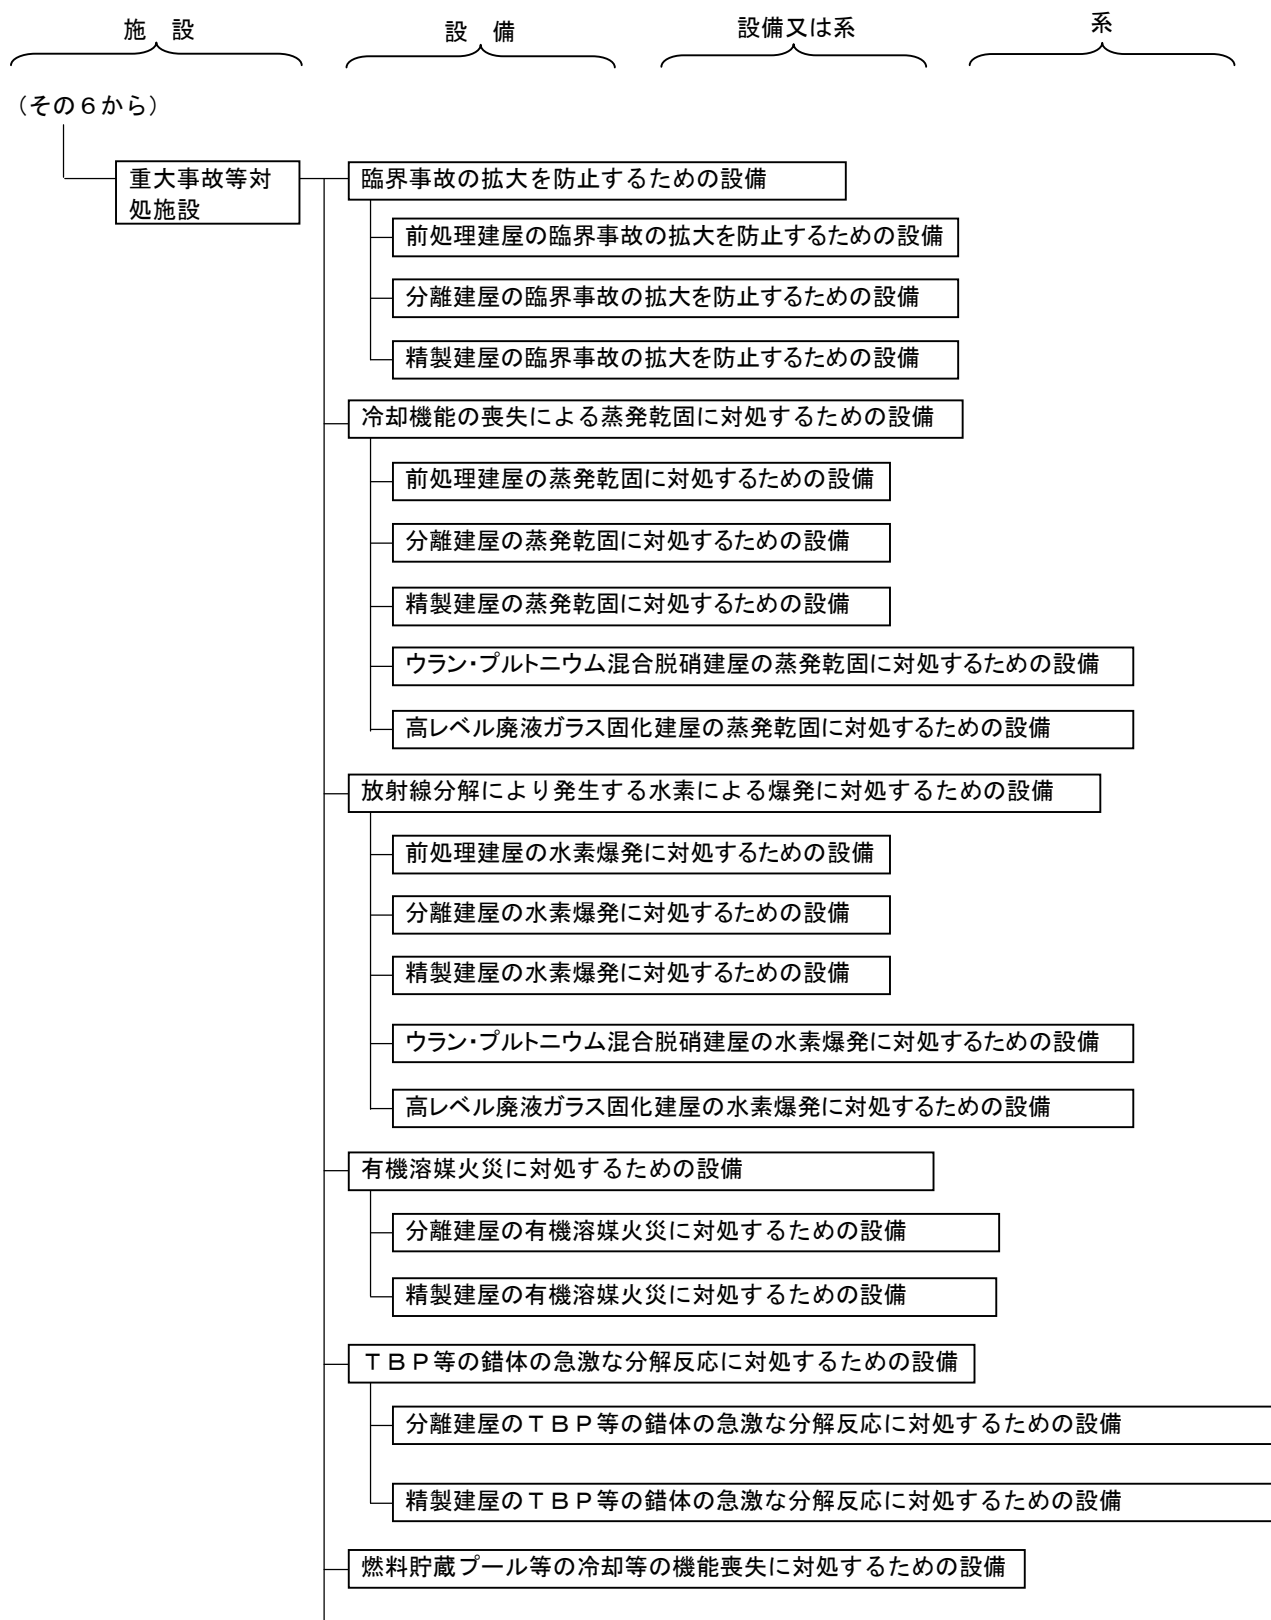 施　設
設　備
設備又は系
系
（その６から）
重大事故等対
処施設
臨界事故の拡大を防止するための設備
前処理建屋の臨界事故の拡大を防止するための設備
分離建屋の臨界事故の拡大を防止するための設備
精製建屋の臨界事故の拡大を防止するための設備
冷却機能の喪失による蒸発乾固に対処するための設備
前処理建屋の蒸発乾固に対処するための設備
分離建屋の蒸発乾固に対処するための設備
精製建屋の蒸発乾固に対処するための設備
ウラン・プルトニウム混合脱硝建屋の蒸発乾固に対処するための設備
高レベル廃液ガラス固化建屋の蒸発乾固に対処するための設備
放射線分解により発生する水素による爆発に対処するための設備
前処理建屋の水素爆発に対処するための設備
分離建屋の水素爆発に対処するための設備
精製建屋の水素爆発に対処するための設備
ウラン・プルトニウム混合脱硝建屋の水素爆発に対処するための設備
高レベル廃液ガラス固化建屋の水素爆発に対処するための設備
有機溶媒火災に対処するための設備
分離建屋の有機溶媒火災に対処するための設備
精製建屋の有機溶媒火災に対処するための設備
ＴＢＰ等の錯体の急激な分解反応に対処するための設備
分離建屋のＴＢＰ等の錯体の急激な分解反応に対処するための設備
精製建屋のＴＢＰ等の錯体の急激な分解反応に対処するための設備
燃料貯蔵プール等の冷却等の機能喪失に対処するための設備